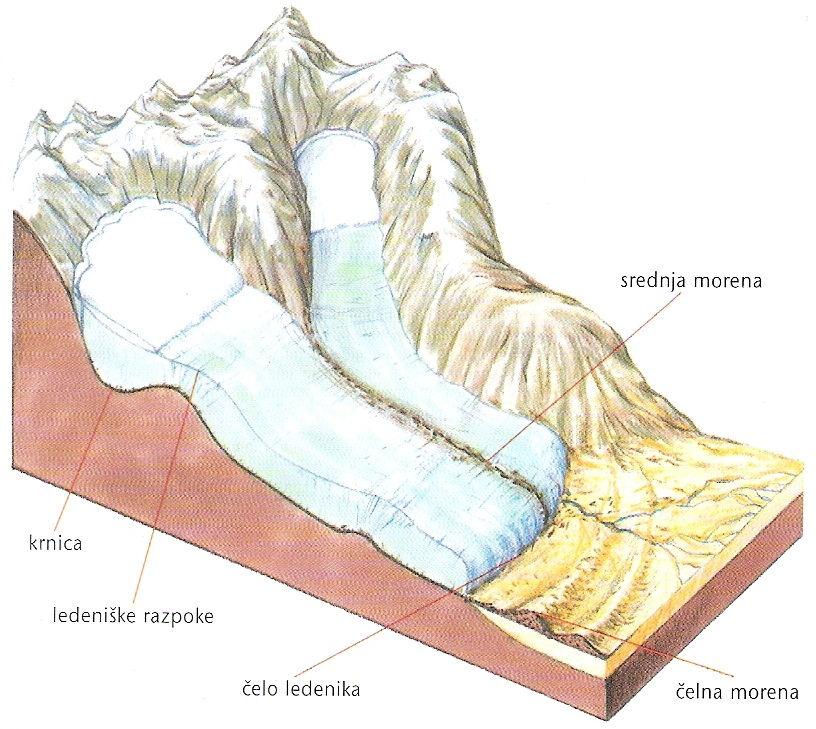 srednja morena
krnica
ledeniške razpoke
čelo ledenika
čelna morena